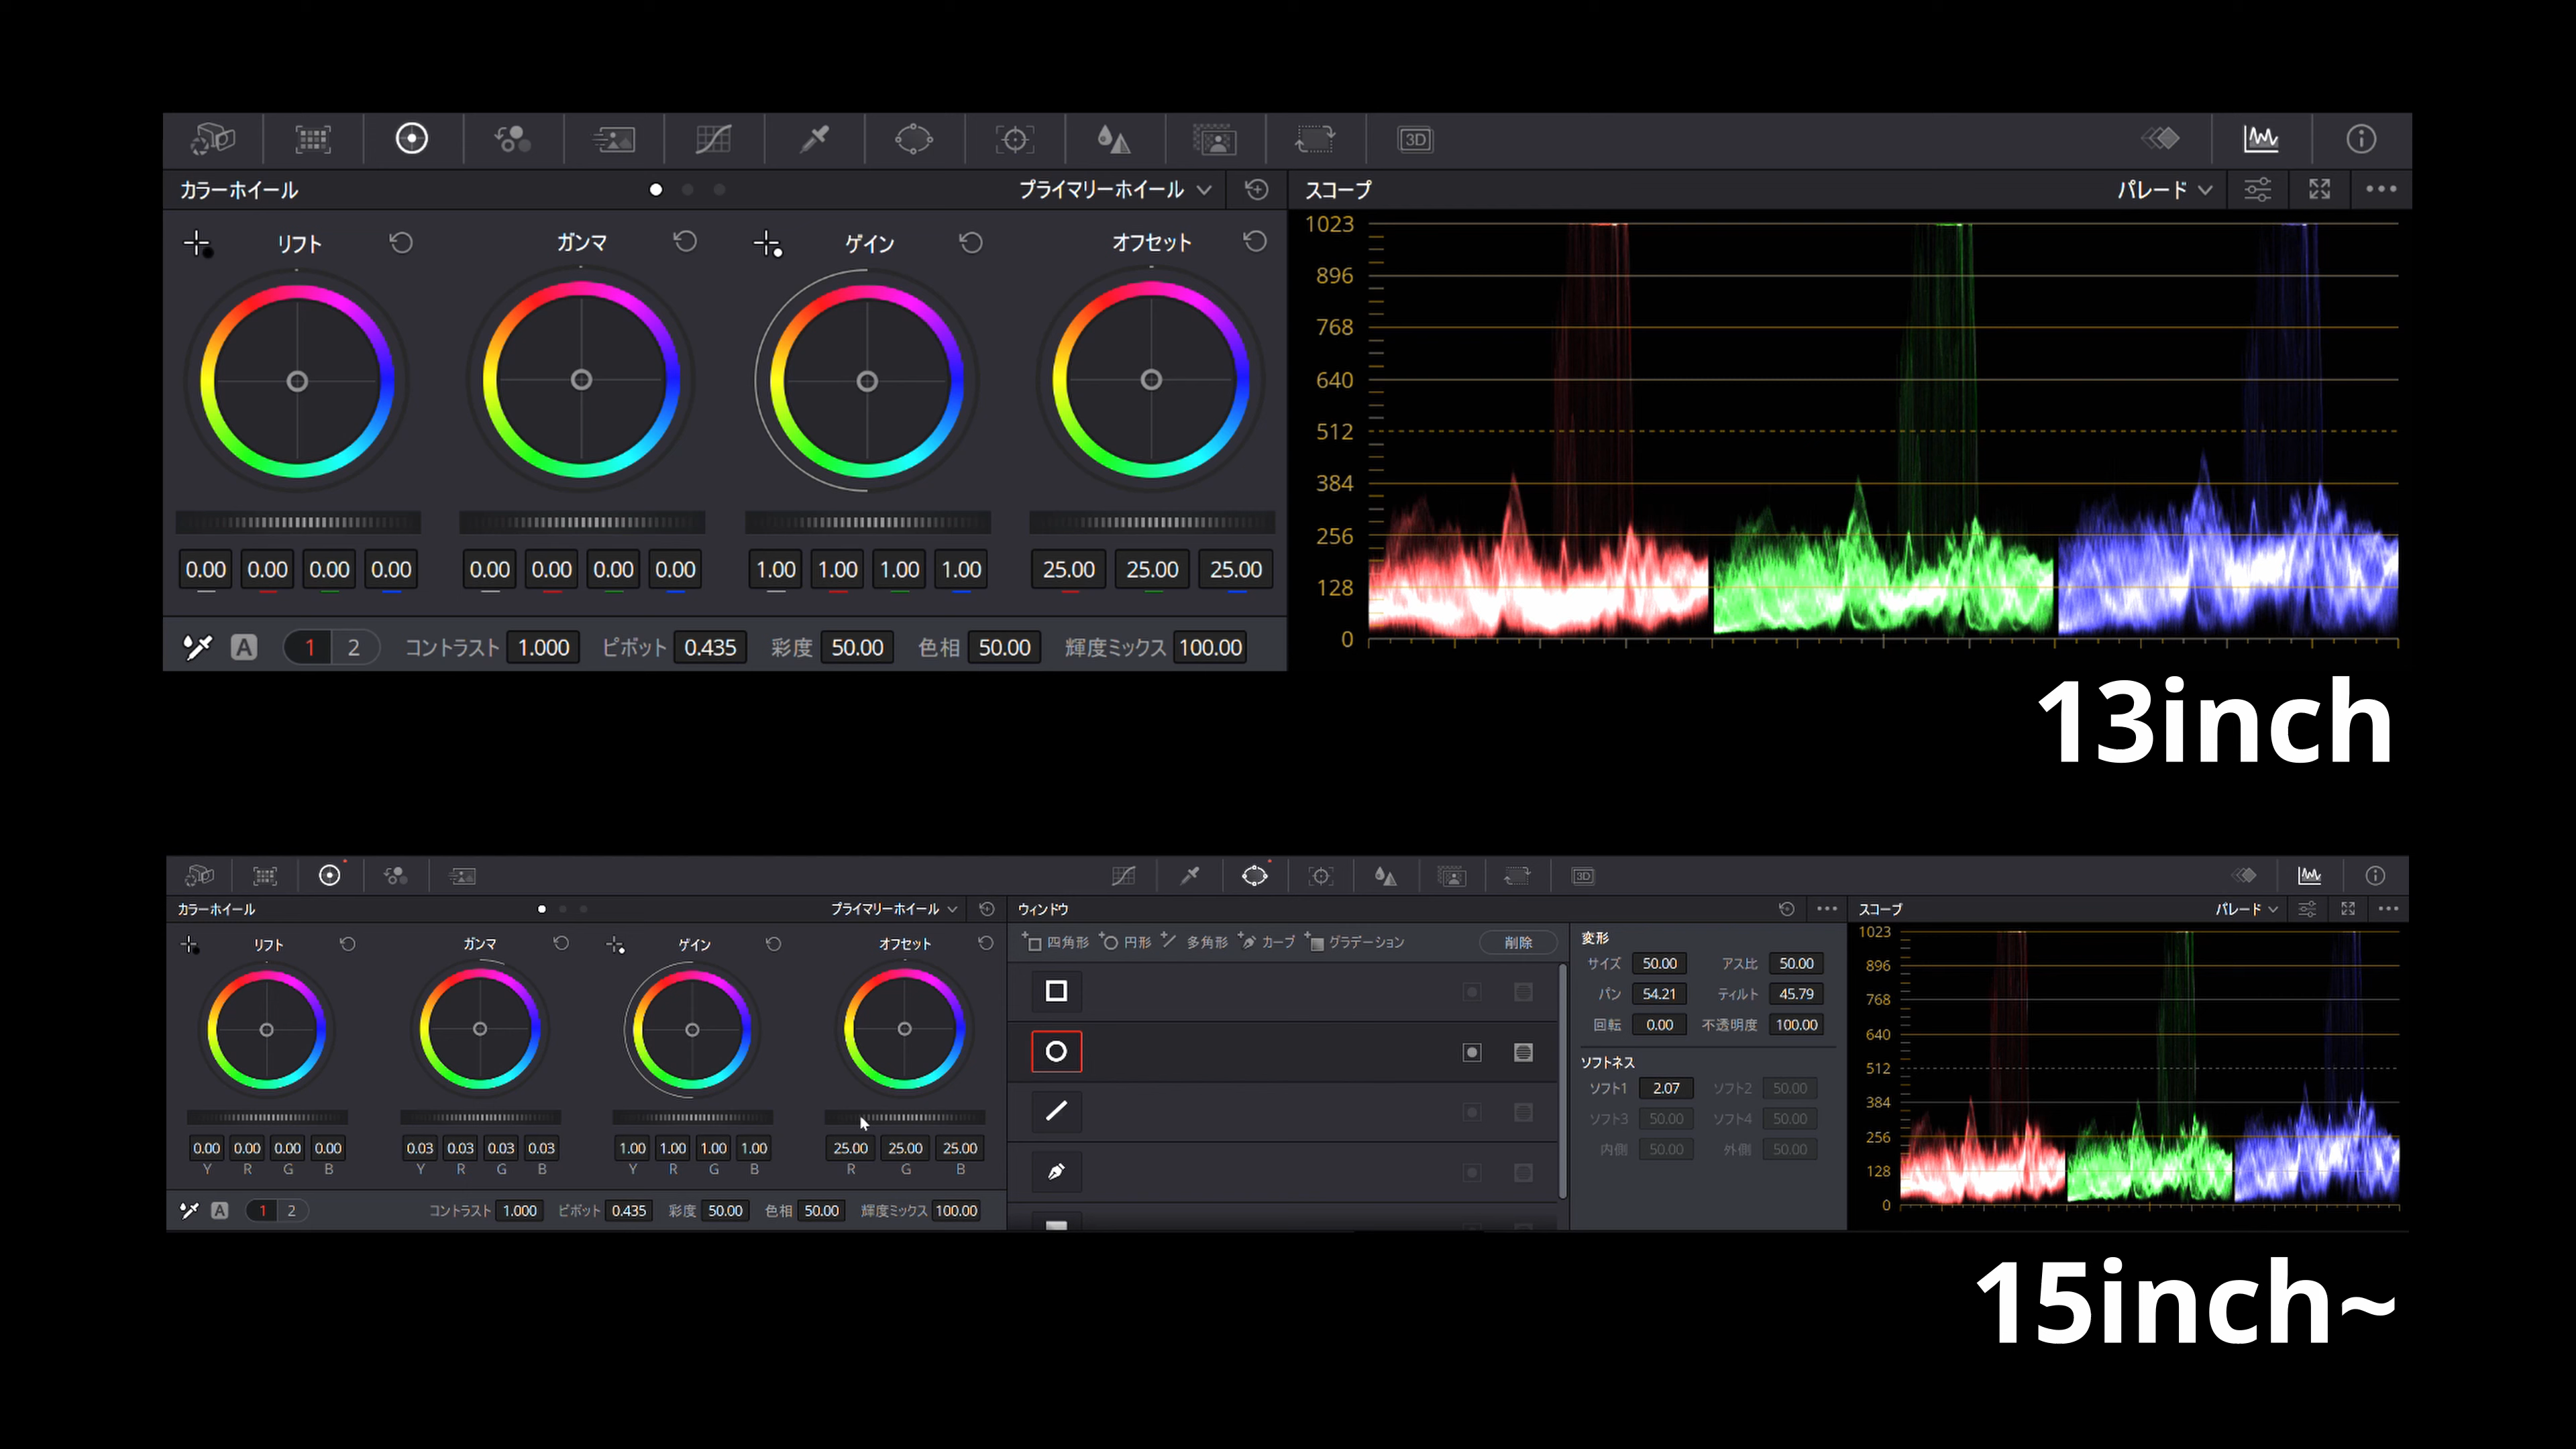 3D
カラーホイール プライマリーホイール スコープ パレード
リフト ガンマ ゲイン オフセット
1023
896
768
640
512
384
256
128
0
0.00 0.00 0.00 0.00 0.00 0.00 0.00 0.00 1.00 1.00 1.00 1.00 25.00 25.00 25.00
A 1 2 コントラスト 1.000 ピボット 0.435 彩度 50.00 色相 50.00 輝度ミックス 100.00
13inch
3D
カラーホイール プライマリーホイール ウィンドウ スコープ パレード
リフト ガンマ ゲイン オフセット
0.00 0.00 0.00 0.00 0.03 0.03 0.03 0.03 1.00 1.00 1.00 1.00 25.00 25.00 25.00
Y R G B Y R G B Y R G B R G B
A 1 2 コントラスト 1.000 ピボット 0.435 彩度 50.00 色相 50.00 輝度ミックス 100.00
四角形 円形 多角形 カーブ グラデーション 削除
変形
サイズ 50.00 アス比 50.00
パン 54.21 ティルト 45.79
回転 0.00 不透明度 100.00
ソフトネス
ソフト1 2.07 ソフト2 50.00
ソフト3 50.00 ソフト4 50.00
内側 50.00 外側 50.00
1023
896
768
640
512
384
256
128
0
15inch~